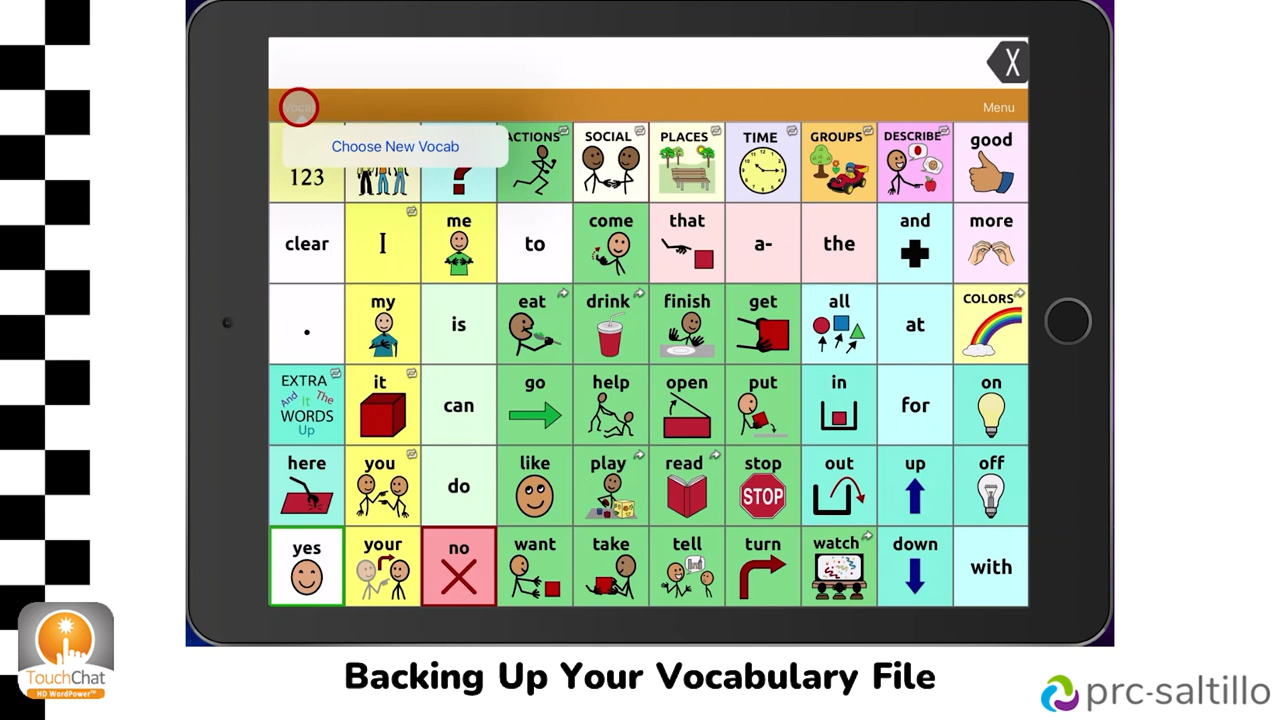 X
Vocab
Menu
Choose New Vocab
123
?
ACTIONS
SOCIAL
PLACES
TIME
GROUPS
DESCRIBE
good
clear
I
me
to
come
that
a-
the
and
more
.
my
is
eat
drink
finish
get
all
at
COLORS
EXTRA
And It The
WORDS
Up
it
can
go
help
open
put
in
for
on
here
you
do
like
play
read
stop
STOP
out
up
off
yes
your
no
want
take
tell
turn
watch
down
with
TouchChat
HD WordPower™
Backing Up Your Vocabulary File
prc-saltillo